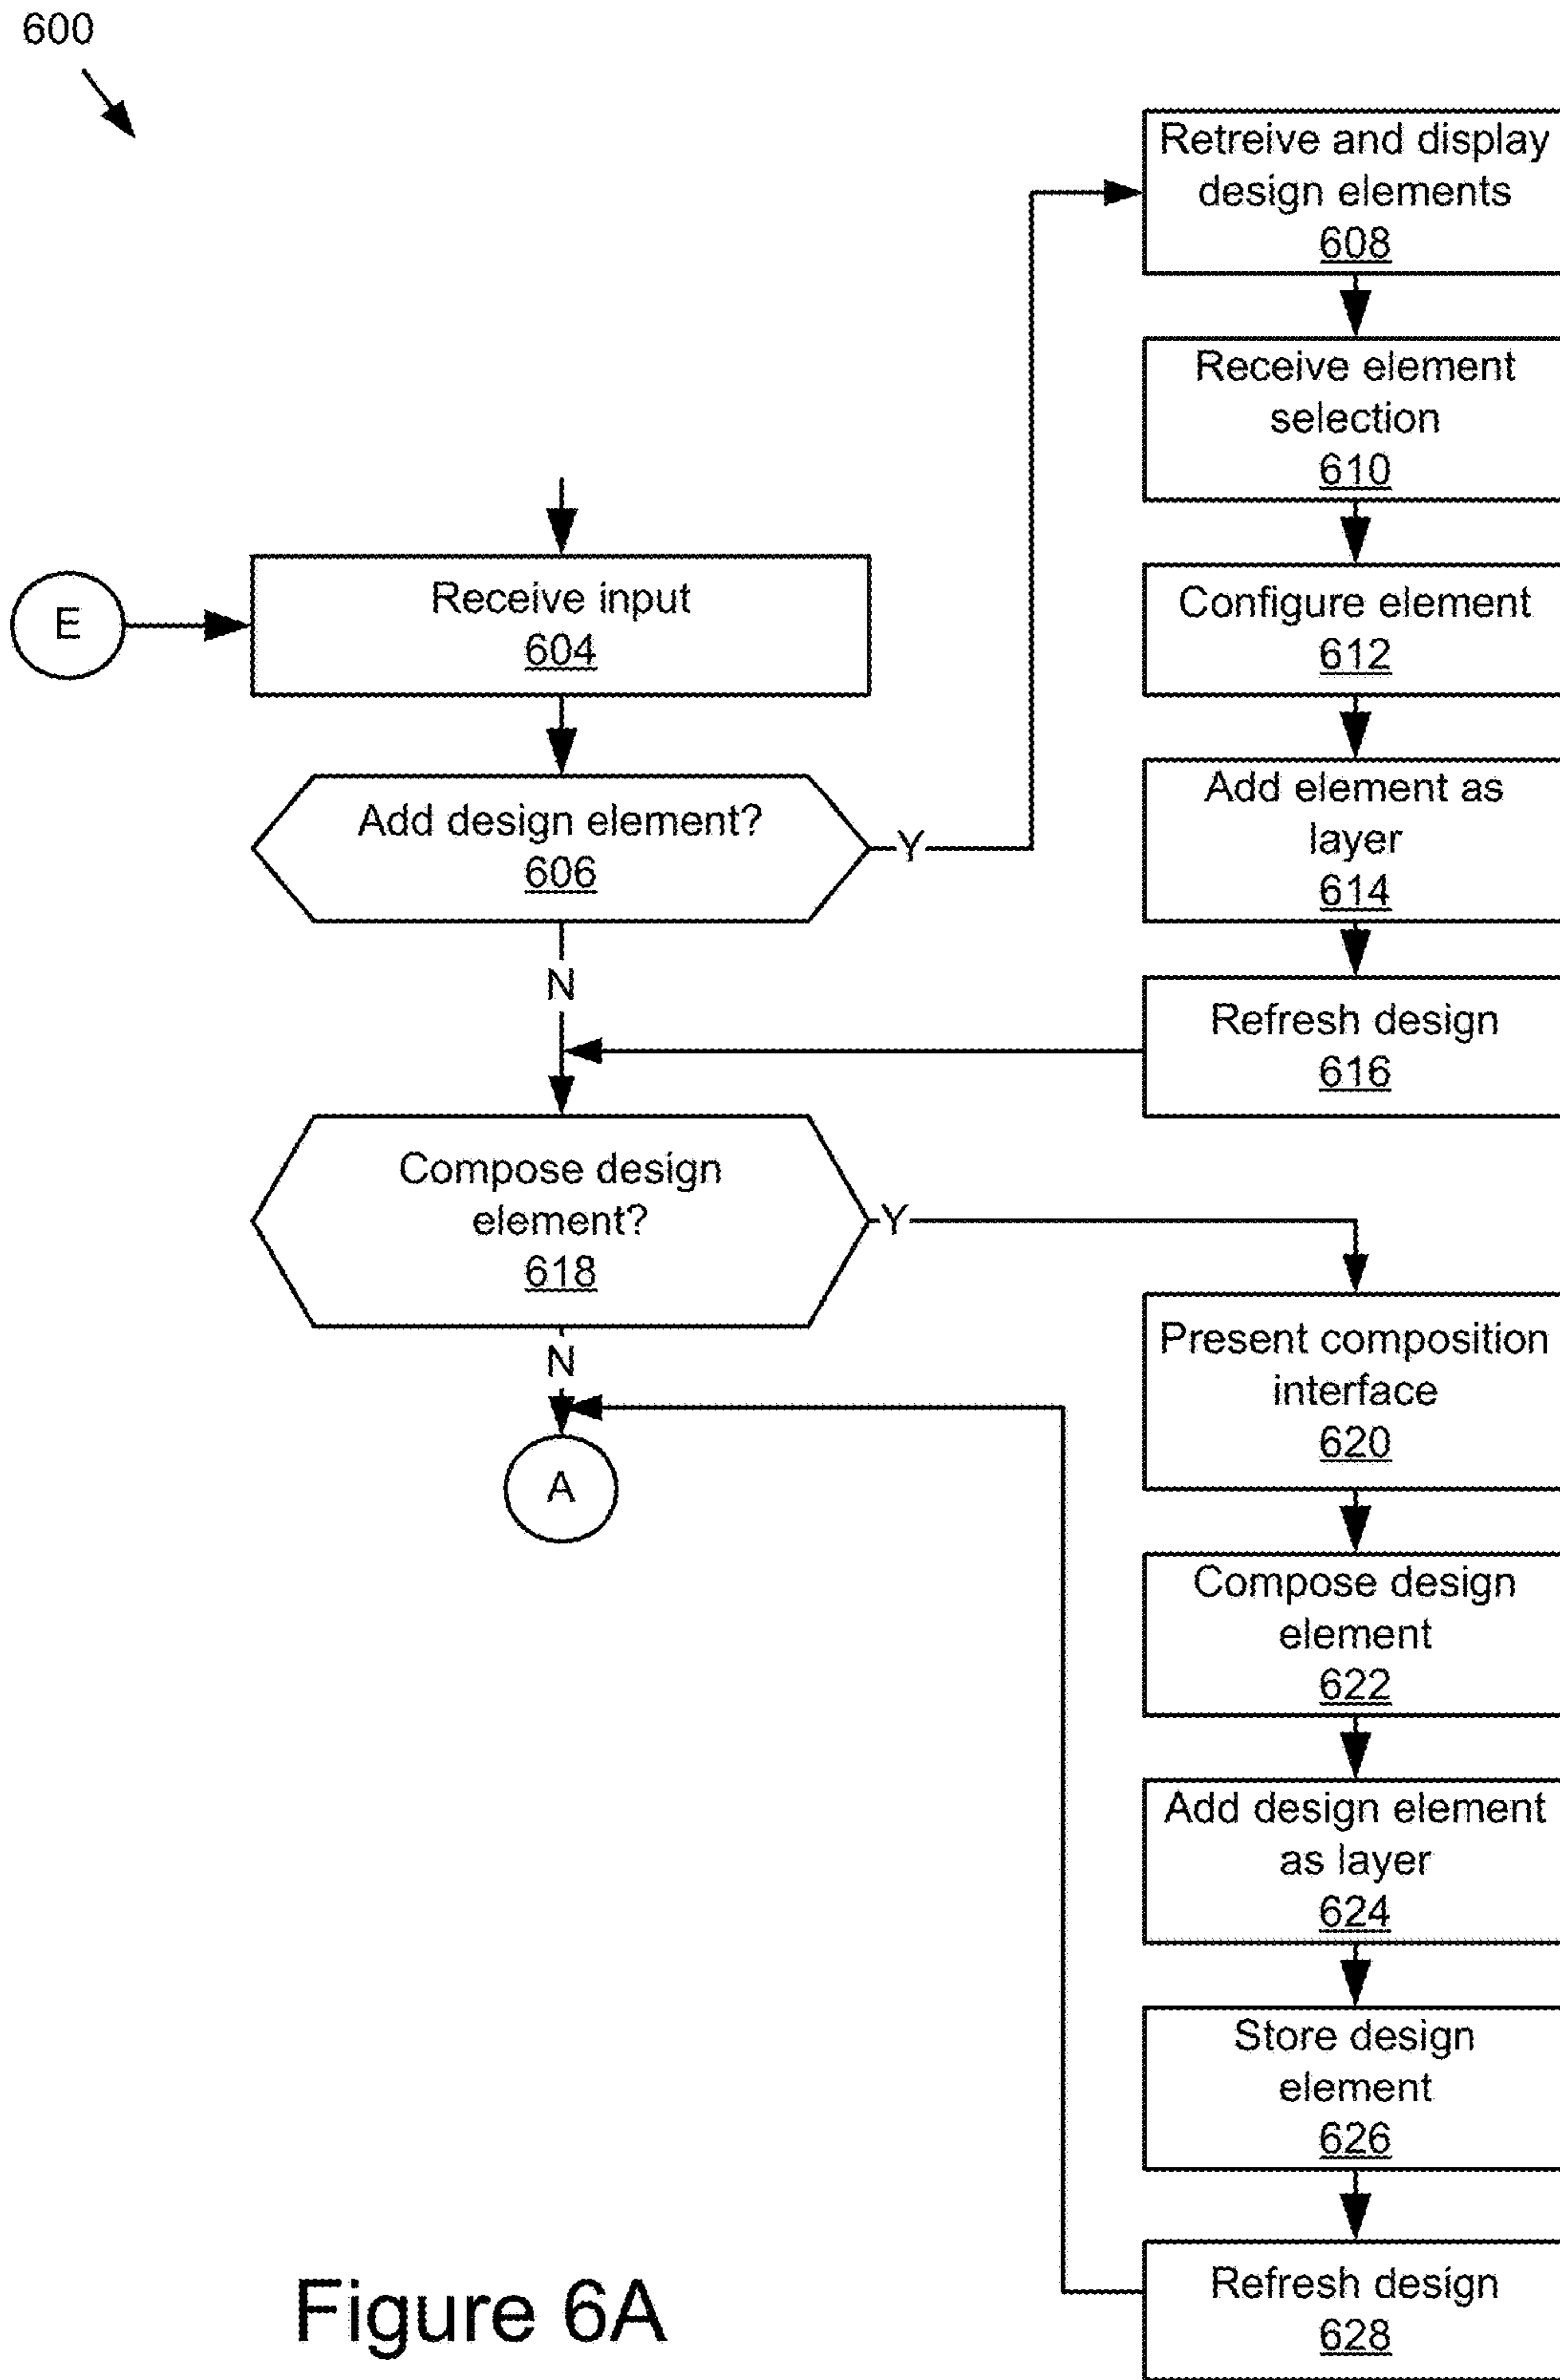 600
Retreive and display
design elements
608
Receive element
selection
610
E
Receive input
604
Configure element
612
Add design element?
606
Y
Add element as
layer
614
N
Refresh design
616
Compose design
element?
618
Y
N
A
Present composition
interface
620
Compose design
element
622
Add design element
as layer
624
Store design
element
626
Refresh design
628
Figure 6A